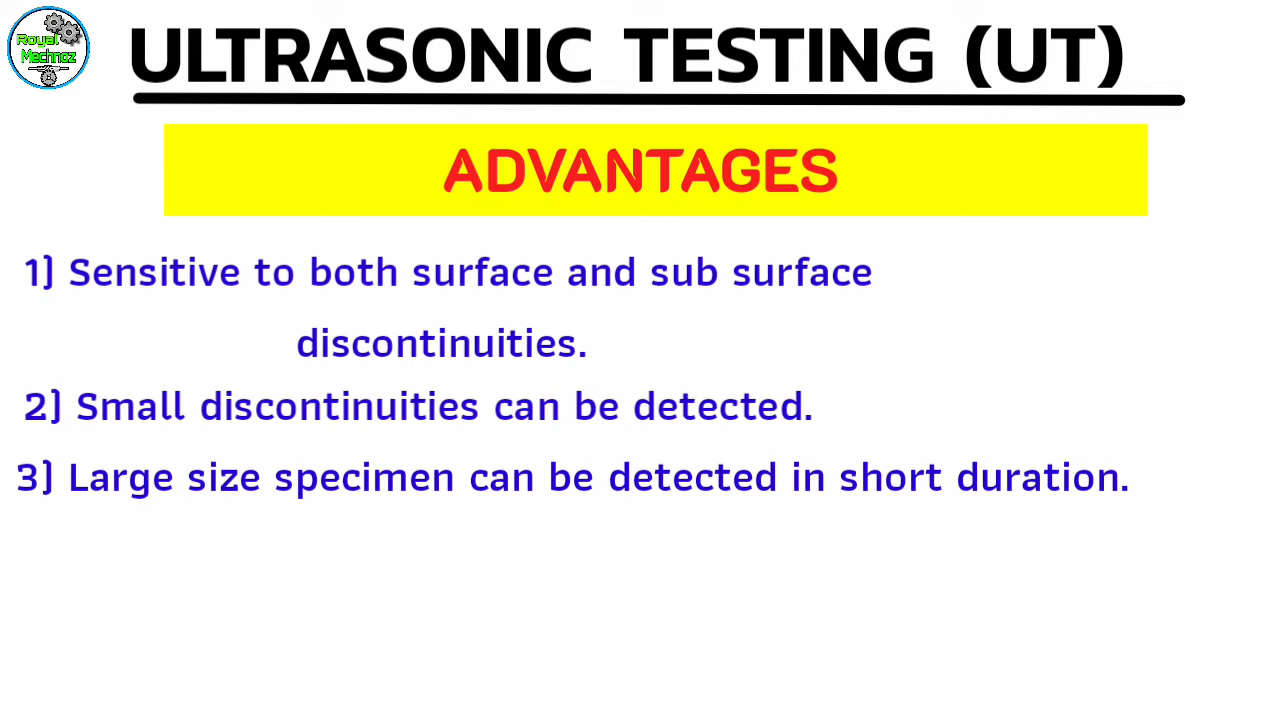 Royal
Mechnoz
ULTRASONIC TESTING (UT)
ADVANTAGES
1) Sensitive to both surface and sub surface
discontinuities.
2) Small discontinuities can be detected.
3) Large size specimen can be detected in short duration.